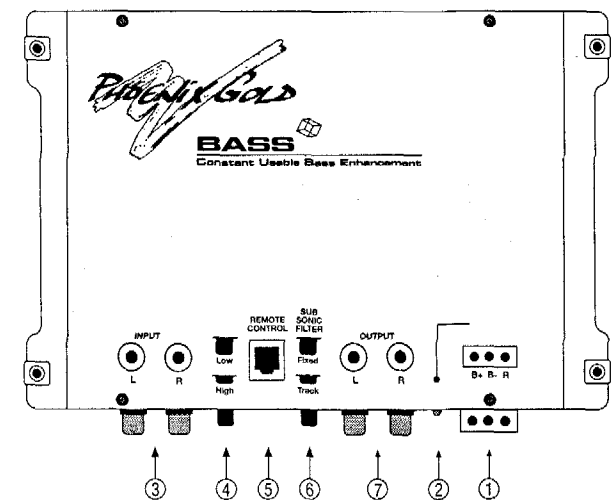 PHOENIX GOLD
BASS
Constant Usable Bass Enhancement
INPUT
L R
Low
High
REMOTE
CONTROL
SUB
SONIC
FILTER
Fixed
Track
OUTPUT
L R
B+ B- R
③ ④ ⑤ ⑥ ⑦ ② ①